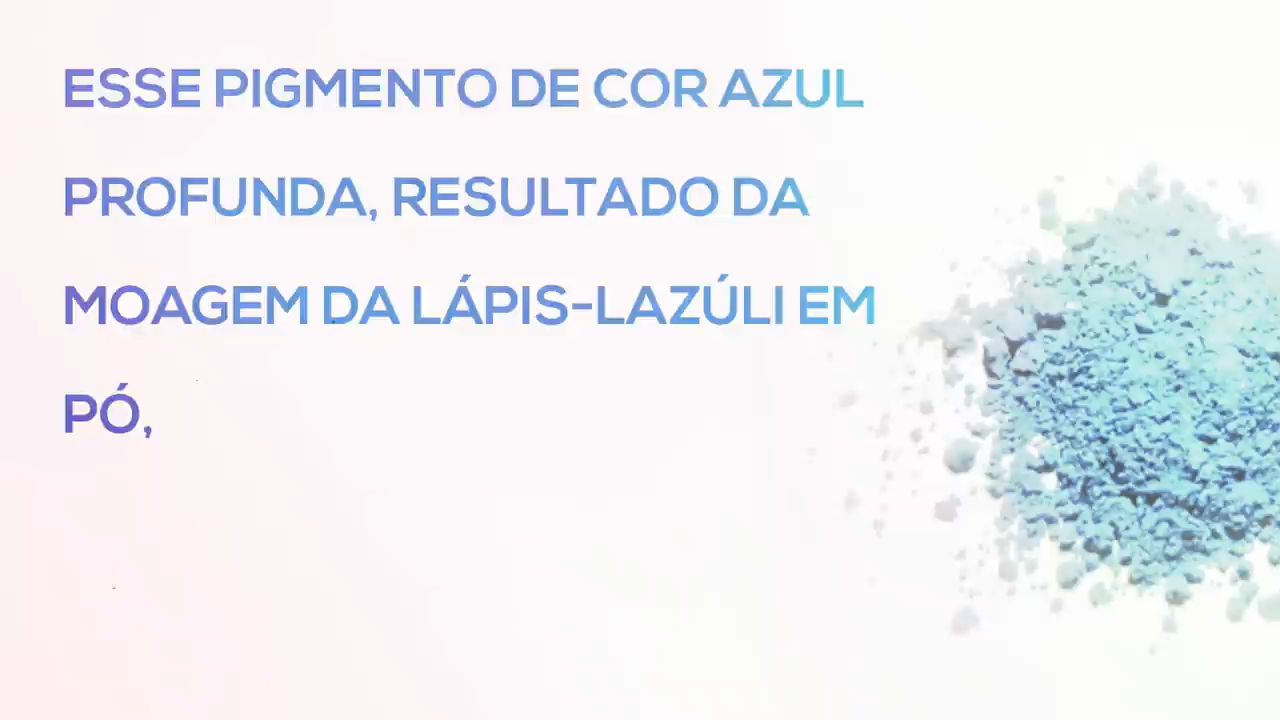 ESSE PIGMENTO DE COR AZUL
PROFUNDA, RESULTADO DA
MOAGEM DA LÁPIS-LAZÚLI EM
PÓ,